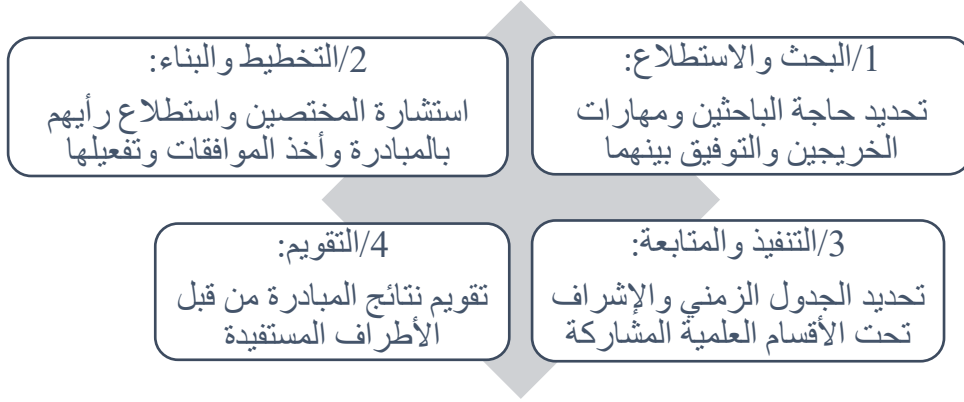 1/البحث والاستطلاع:
تحديد حاجة الباحثين ومهارات
الخريجين والتوفيق بينهما
2/التخطيط والبناء:
استشارة المختصين واستطلاع رأيهم
بالمبادرة وأخذ الموافقات وتفعيلها
3/التنفيذ والمتابعة:
تحديد الجدول الزمني والإشراف
تحت الأقسام العلمية المشاركة
4/التقويم:
تقويم نتائج المبادرة من قبل
الأطراف المستفيدة